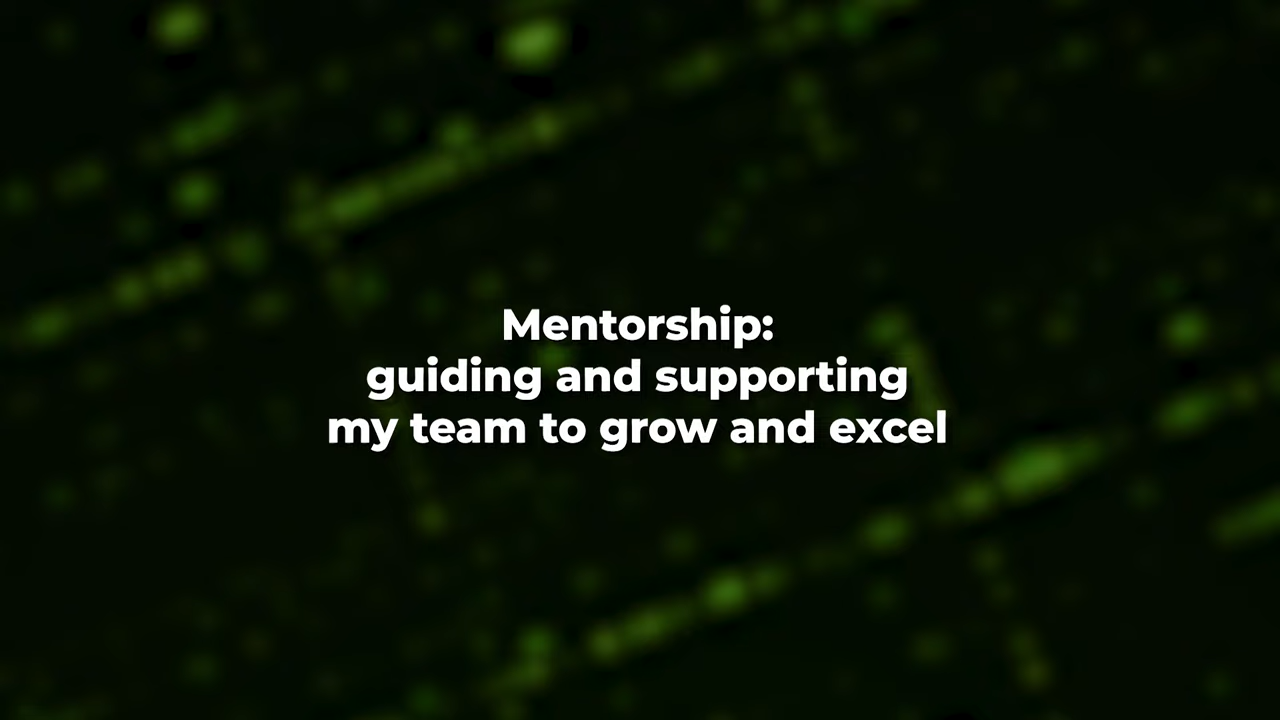 Mentorship:
guiding and supporting
my team to grow and excel